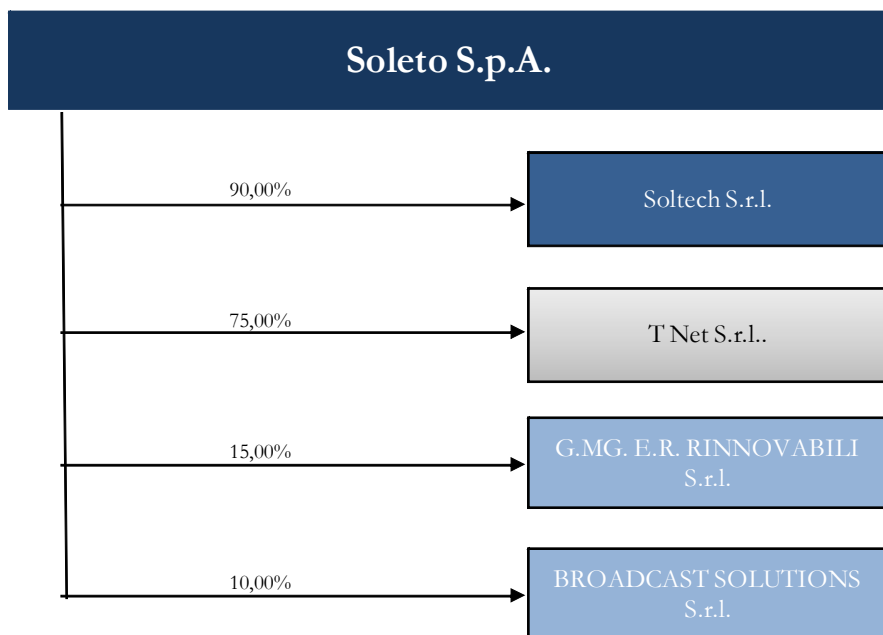 Soleto S.p.A.
90,00%
Soltech S.r.l.
75,00%
T Net S.r.l..
15,00%
G.MG. E.R. RINNOVABILI
S.r.l.
10,00%
BROADCAST SOLUTIONS
S.r.l.